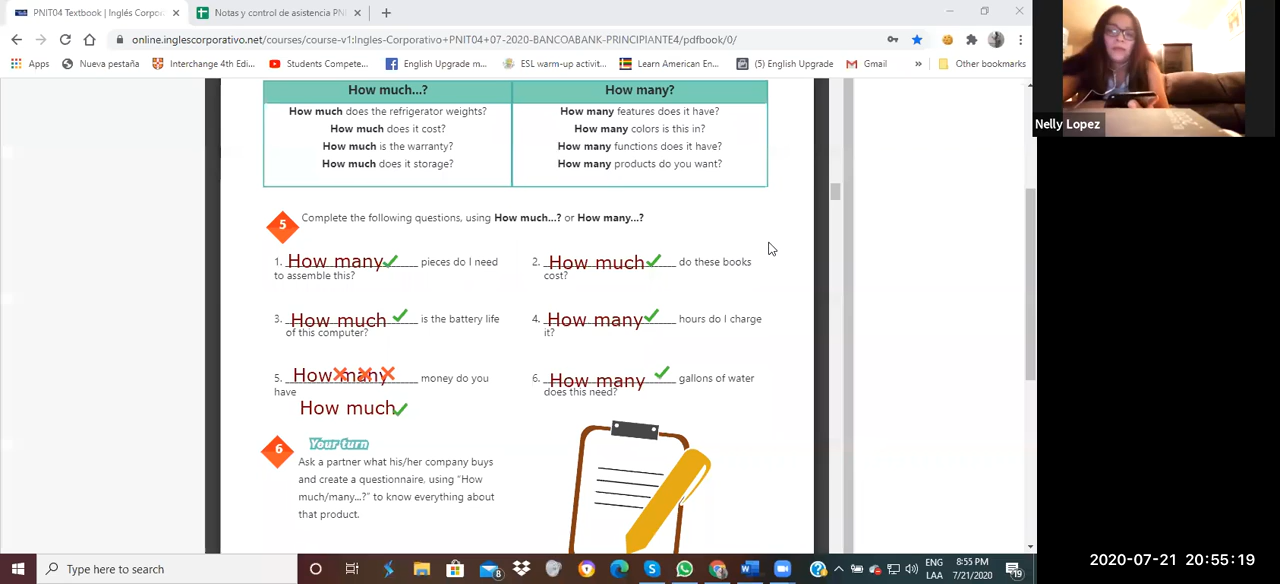 PNIT04 Textbook | Inglés Corpor
Notas y control de asistencia PNI
online.inglescorporativo.net/courses/course-v1:Ingles-Corporativo+PNIT04+07-2020-BANCOABANK-PRINCIPIANTE4/pdfbook/0/
Apps Nueva pestaña Interchange 4th Edi... Students Compete... English Upgrade m... ESL warm-up activit... Learn American En... (5) English Upgrade Gmail » Other bookmarks
Nelly Lopez
How much...? How many?
How much does the refrigerator weights? How many features does it have?
How much does it cost? How many colors is this in?
How much is the warranty? How many functions does it have?
How much does it storage? How many products do you want?
5 Complete the following questions, using How much...? or How many...?
1. How many pieces do I need
to assemble this?
2. How much do these books
cost?
3. How much is the battery life
of this computer?
4. How many hours do I charge
it?
5. How many money do you
have
How much
6. How many gallons of water
does this need?
6 Your turn
Ask a partner what his/her company buys
and create a questionnaire, using "How
much/many...?" to know everything about
that product.
Type here to search
8
ENG
LAA
8:55 PM
7/21/2020
19
2020-07-21 20:55:19